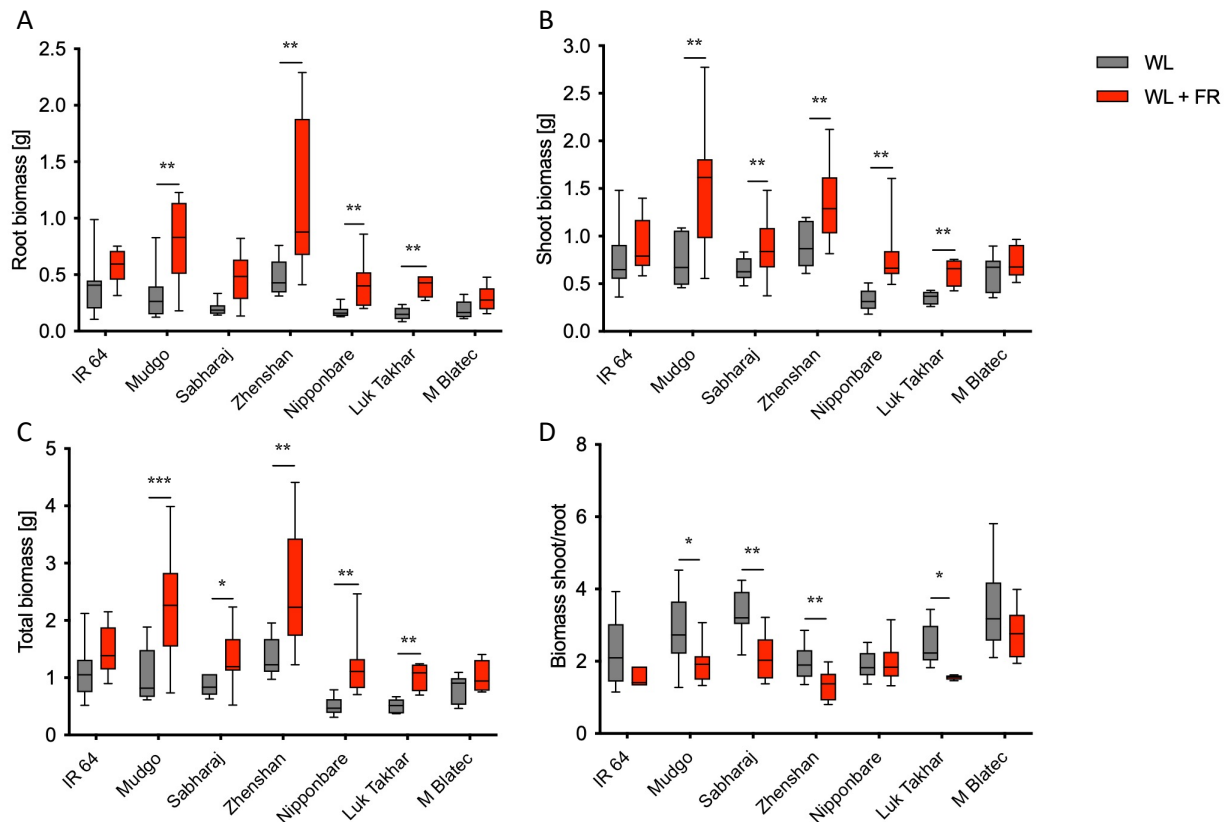 A
Root biomass [g]
2.5
2.0
1.5
1.0
0.5
0.0
**
**
**
**
IR 64
Mudgo
Sabharaj
Zhenshan
Nipponbare
Luk Takhar
M Blatec
B
Shoot biomass [g]
3.0
2.5
2.0
1.5
1.0
0.5
0.0
**
**
**
**
**
IR 64
Mudgo
Sabharaj
Zhenshan
Nipponbare
Luk Takhar
M Blatec
WL
WL + FR
C
Total biomass [g]
5
4
3
2
1
0
***
*
**
**
**
IR 64
Mudgo
Sabharaj
Zhenshan
Nipponbare
Luk Takhar
M Blatec
D
Biomass shoot/root
8
6
4
2
0
*
**
**
*
IR 64
Mudgo
Sabharaj
Zhenshan
Nipponbare
Luk Takhar
M Blatec